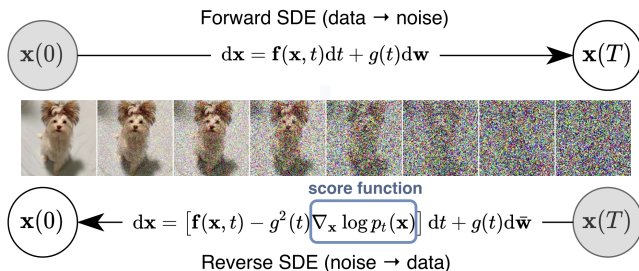 Forward SDE (data → noise)
x(0) dx = f(x, t)dt + g(t)dw x(T)
score function
x(0) dx = [f(x, t) − g²(t)∇ₓ log pₜ(x)] dt + g(t)dw̄ x(T)
Reverse SDE (noise → data)